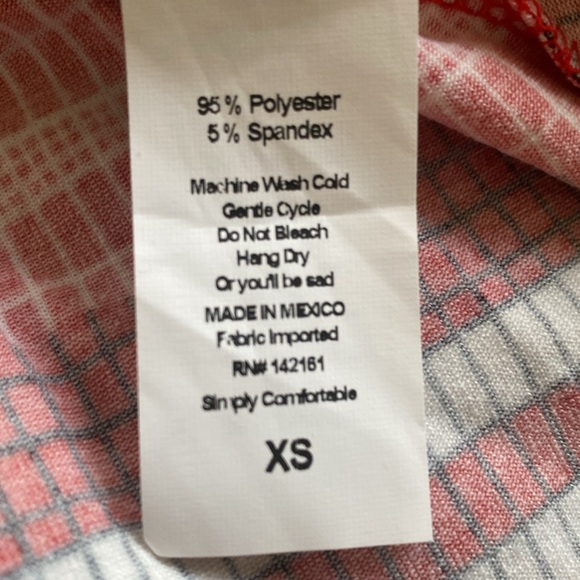 95% Polyester
5% Spandex
Machine Wash Cold
Gentle Cycle
Do Not Bleach
Hang Dry
Or you'll be sad
MADE IN MEXICO
Fabric Imported
RN# 142161
Simply Comfortable
XS